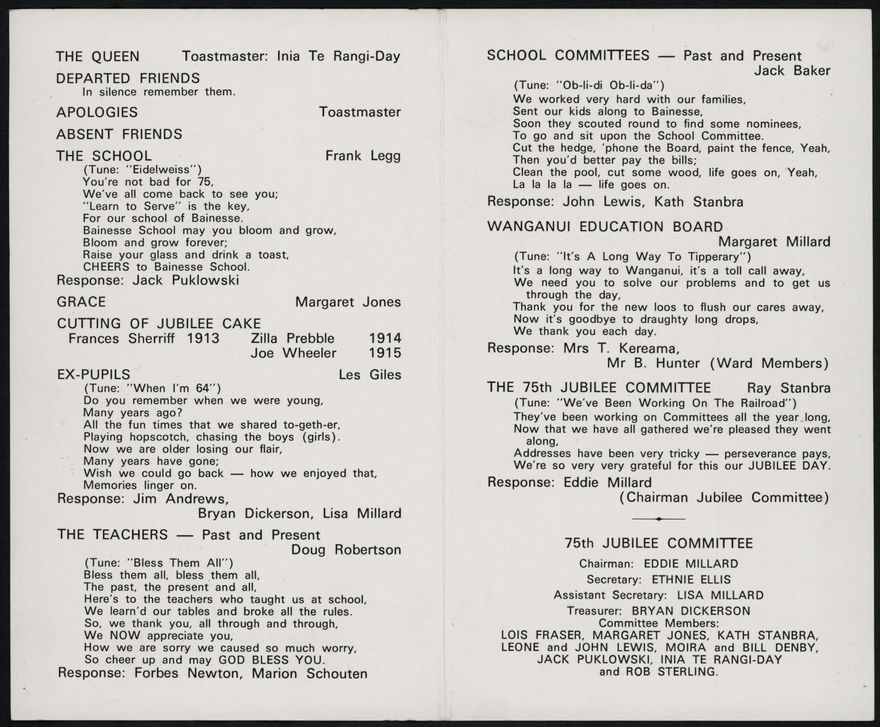 THE QUEEN Toastmaster: Inia Te Rangi-Day
DEPARTED FRIENDS
In silence remember them.
APOLOGIES Toastmaster
ABSENT FRIENDS
THE SCHOOL Frank Legg
(Tune: "Eidelweiss")
You're not bad for 75,
We've all come back to see you;
"Learn to Serve" is the key,
For our school of Bainesse.
Bainesse School may you bloom and grow,
Bloom and grow forever;
Raise your glass and drink a toast,
CHEERS to Bainesse School.
Response: Jack Puklowski
GRACE Margaret Jones
CUTTING OF JUBILEE CAKE
Frances Sherriff 1913 Zilla Prebble 1914
Joe Wheeler 1915
EX-PUPILS Les Giles
(Tune: "When I'm 64")
Do you remember when we were young,
Many years ago?
All the fun times that we shared to-geth-er,
Playing hopscotch, chasing the boys (girls).
Now we are older losing our flair,
Many years have gone;
Wish we could go back — how we enjoyed that,
Memories linger on.
Response: Jim Andrews,
Bryan Dickerson, Lisa Millard
THE TEACHERS — Past and Present
Doug Robertson
(Tune: "Bless Them All")
Bless them all, bless them all,
The past, the present and all,
Here's to the teachers who taught us at school,
We learn'd our tables and broke all the rules.
So, we thank you, all through and through,
We NOW appreciate you,
How we are sorry we caused so much worry,
So cheer up and may GOD BLESS YOU.
Response: Forbes Newton, Marion Schouten
SCHOOL COMMITTEES — Past and Present
Jack Baker
(Tune: "Ob-li-di Ob-li-da")
We worked very hard with our families,
Sent our kids along to Bainesse,
Soon they scouted round to find some nominees,
To go and sit upon the School Committee.
Cut the hedge, 'phone the Board, paint the fence, Yeah,
Then you'd better pay the bills;
Clean the pool, cut some wood, life goes on, Yeah,
La la la la — life goes on.
Response: John Lewis, Kath Stanbra
WANGANUI EDUCATION BOARD
Margaret Millard
(Tune: "It's A Long Way To Tipperary")
It's a long way to Wanganui, it's a toll call away,
We need you to solve our problems and to get us
through the day,
Thank you for the new loos to flush our cares away,
Now it's goodbye to draughty long drops,
We thank you each day.
Response: Mrs T. Kereama,
Mr B. Hunter (Ward Members)
THE 75th JUBILEE COMMITTEE Ray Stanbra
(Tune: "We've Been Working On The Railroad")
They've been working on Committees all the year long,
Now that we have all gathered we're pleased they went
along,
Addresses have been very tricky — perseverance pays,
We're so very very grateful for this our JUBILEE DAY.
Response: Eddie Millard
(Chairman Jubilee Committee)
75th JUBILEE COMMITTEE
Chairman: EDDIE MILLARD
Secretary: ETHNIE ELLIS
Assistant Secretary: LISA MILLARD
Treasurer: BRYAN DICKERSON
Committee Members:
LOIS FRASER, MARGARET JONES, KATH STANBRA,
LEONE and JOHN LEWIS, MOIRA and BILL DENBY,
JACK PUKLOWSKI, INIA TE RANGI-DAY
and ROB STERLING.